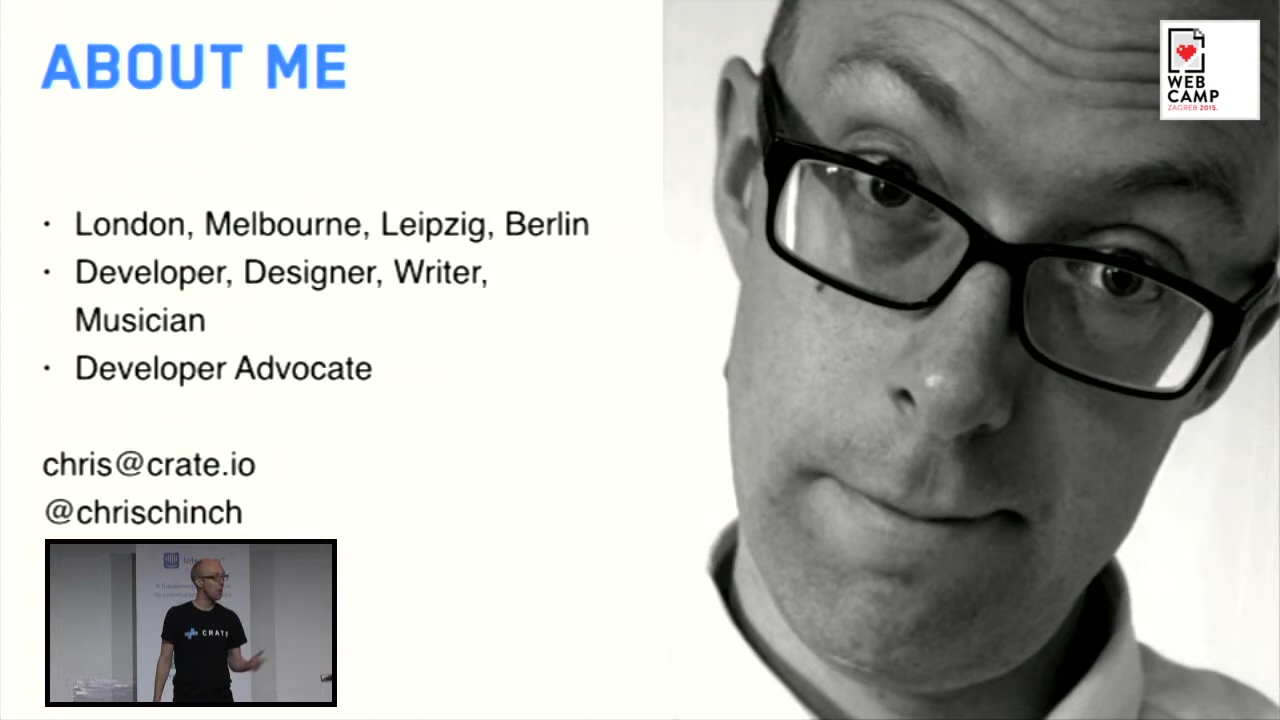 ABOUT ME
WEB
CAMP
ZAGREB 2015.
· London, Melbourne, Leipzig, Berlin
· Developer, Designer, Writer,
Musician
· Developer Advocate
chris@crate.io
@chrischinch
CRATE